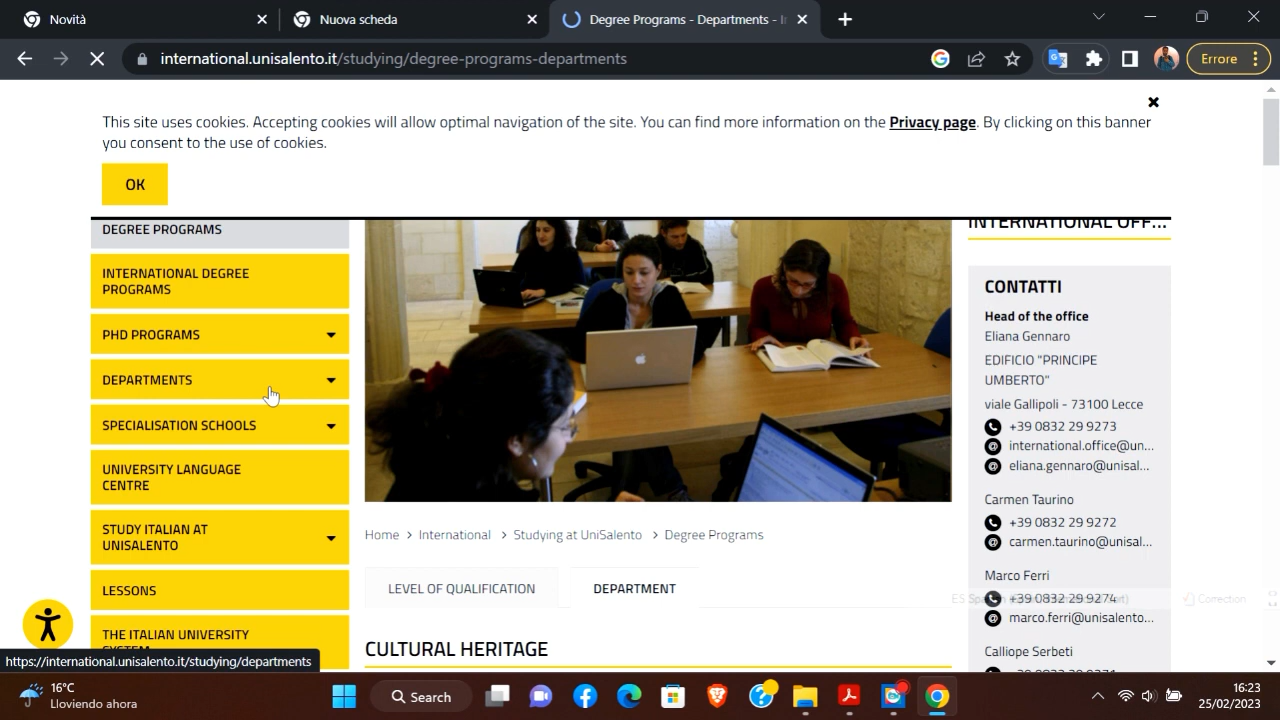 Novità
Nuova scheda
Degree Programs - Departments - I
international.unisalento.it/studying/degree-programs-departments
Errore
This site uses cookies. Accepting cookies will allow optimal navigation of the site. You can find more information on the Privacy page. By clicking on this banner
you consent to the use of cookies.
OK
DEGREE PROGRAMS
INTERNATIONAL DEGREE
PROGRAMS
PHD PROGRAMS
DEPARTMENTS
SPECIALISATION SCHOOLS
UNIVERSITY LANGUAGE
CENTRE
STUDY ITALIAN AT
UNISALENTO
LESSONS
THE ITALIAN UNIVERSITY
SYSTEM
https://international.unisalento.it/studying/departments
Home > International > Studying at UniSalento > Degree Programs
LEVEL OF QUALIFICATION
DEPARTMENT
CULTURAL HERITAGE
INTERNATIONAL OFF...
CONTATTI
Head of the office
Eliana Gennaro
EDIFICIO "PRINCIPE
UMBERTO"
viale Gallipoli - 73100 Lecce
+39 0832 29 9273
international.office@un...
eliana.gennaro@unisal...
Carmen Taurino
+39 0832 29 9272
carmen.taurino@unisal...
Marco Ferri
+39 0832 29 9274
marco.ferri@unisalento...
Calliope Serbeti
Correction
16°C
Lloviendo ahora
Search
16:23
25/02/2023